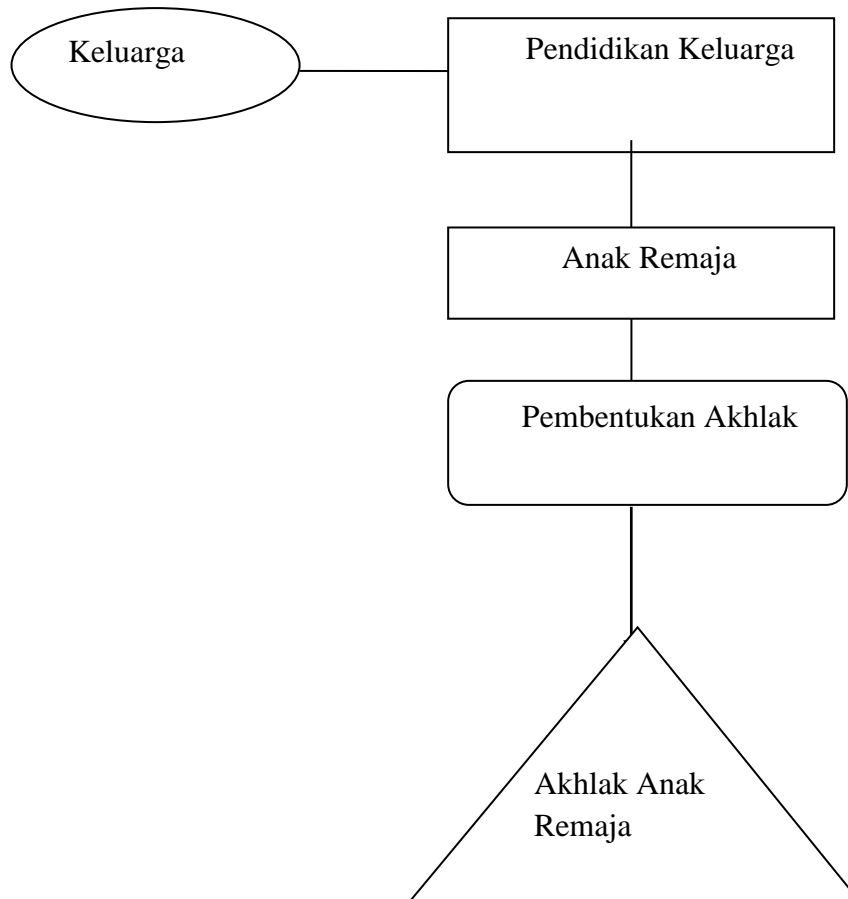 Keluarga
Pendidikan Keluarga
Anak Remaja
Pembentukan Akhlak
Akhlak Anak
Remaja